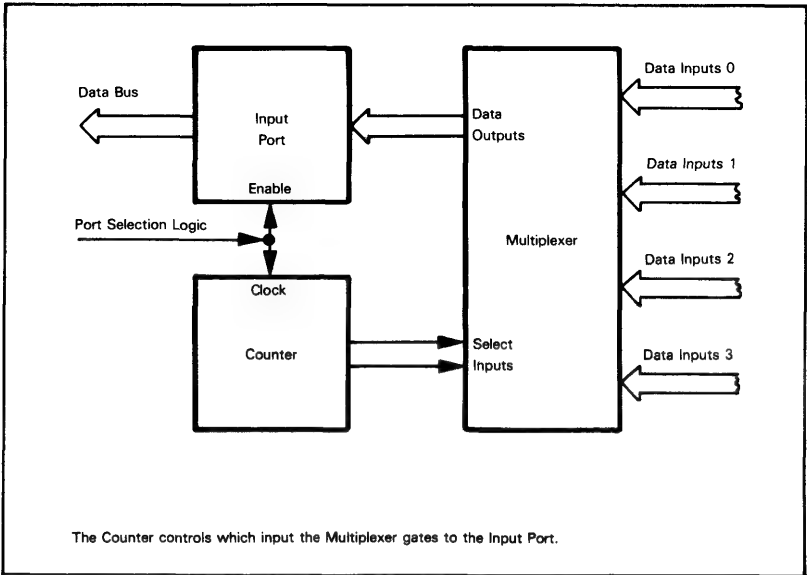 Data Bus
Input
Port
Enable
Port Selection Logic
Clock
Counter
Data
Outputs
Multiplexer
Select
Inputs
Data Inputs 0
Data Inputs 1
Data Inputs 2
Data Inputs 3
The Counter controls which input the Multiplexer gates to the Input Port.